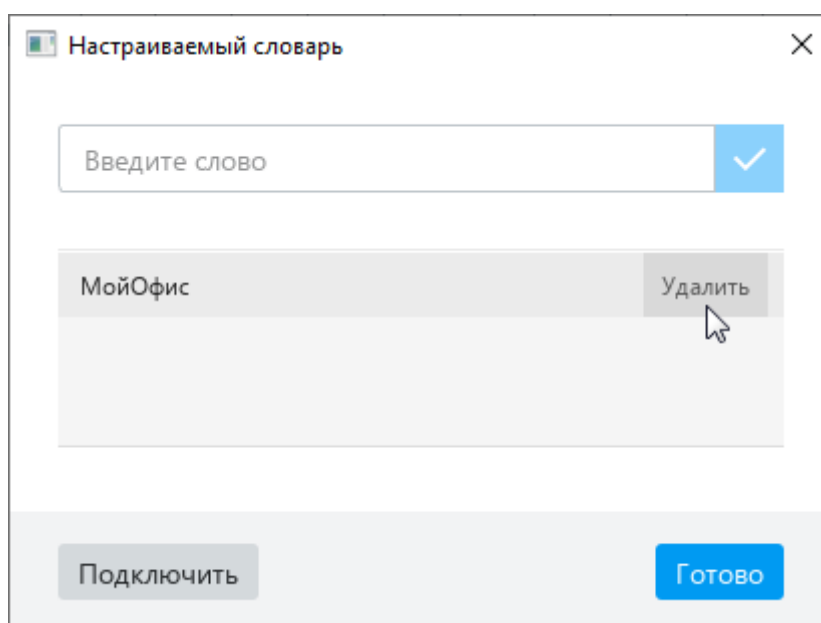 Настраиваемый словарь
Введите слово
МойОфис Удалить
Подключить Готово